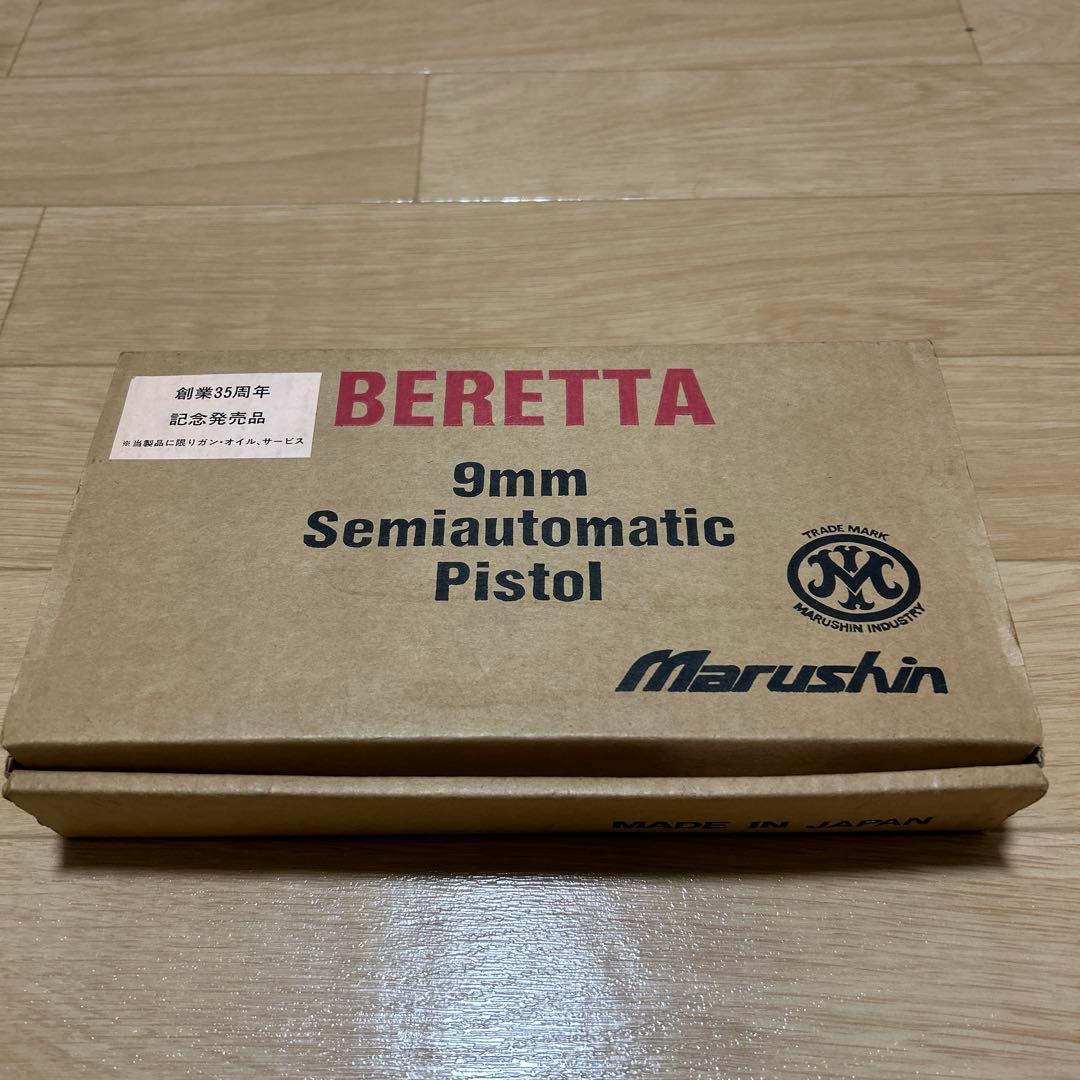 創業35周年
記念発売品
※当製品に限りガン・オイル、サービス
BERETTA
9mm
Semiautomatic
Pistol
TRADE MARK
M
MARUSHIN INDUSTRY
Marushin
MADE IN JAPAN